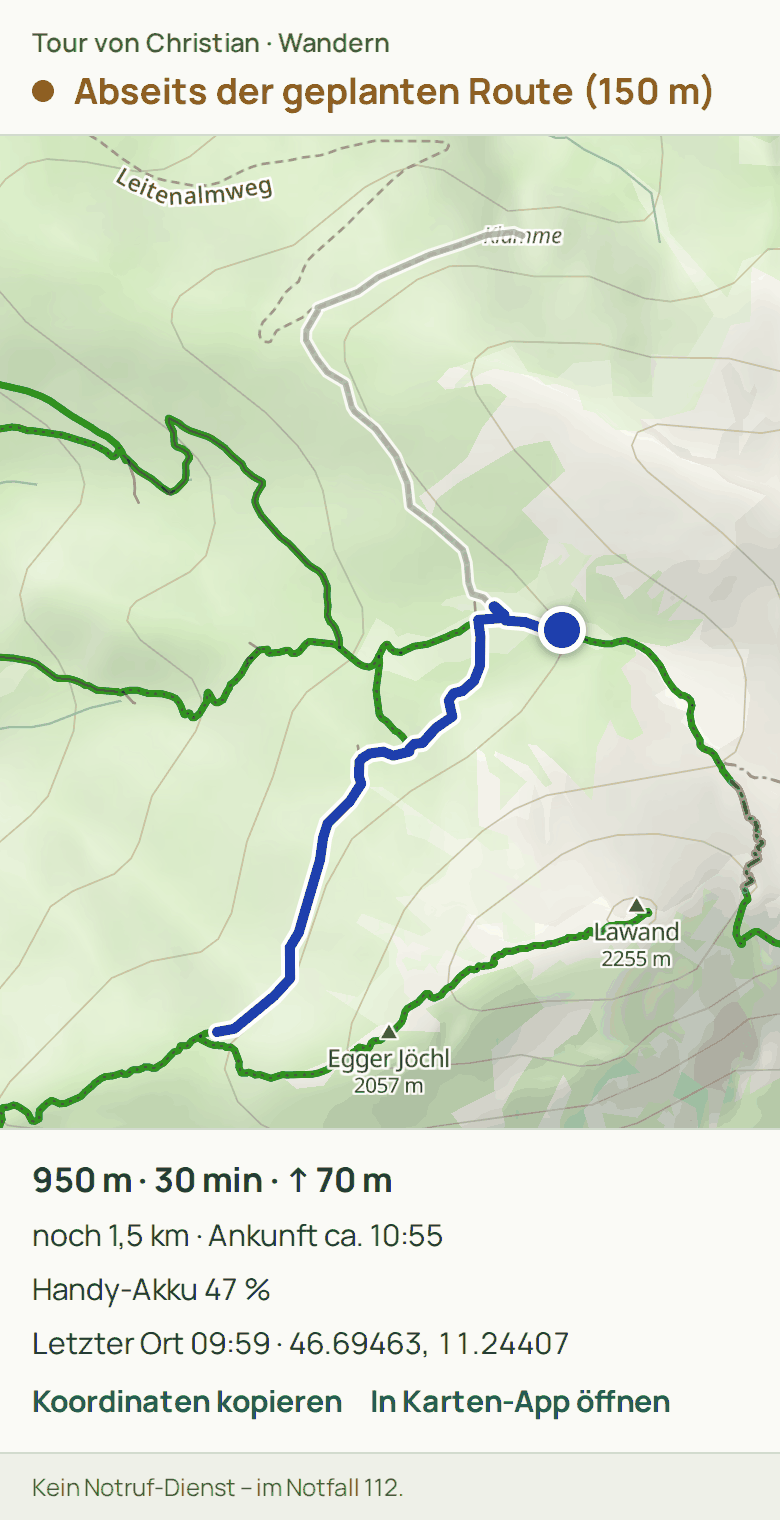 Tour von Christian · Wandern
Abseits der geplanten Route (150 m)
Leitenalmweg
Klamme
Lawand
2255 m
Egger Jöchl
2057 m
950 m · 30 min · ↑ 70 m
noch 1,5 km · Ankunft ca. 10:55
Handy-Akku 47 %
Letzter Ort 09:59 · 46.69463, 11.24407
Koordinaten kopieren In Karten-App öffnen
Kein Notruf-Dienst – im Notfall 112.